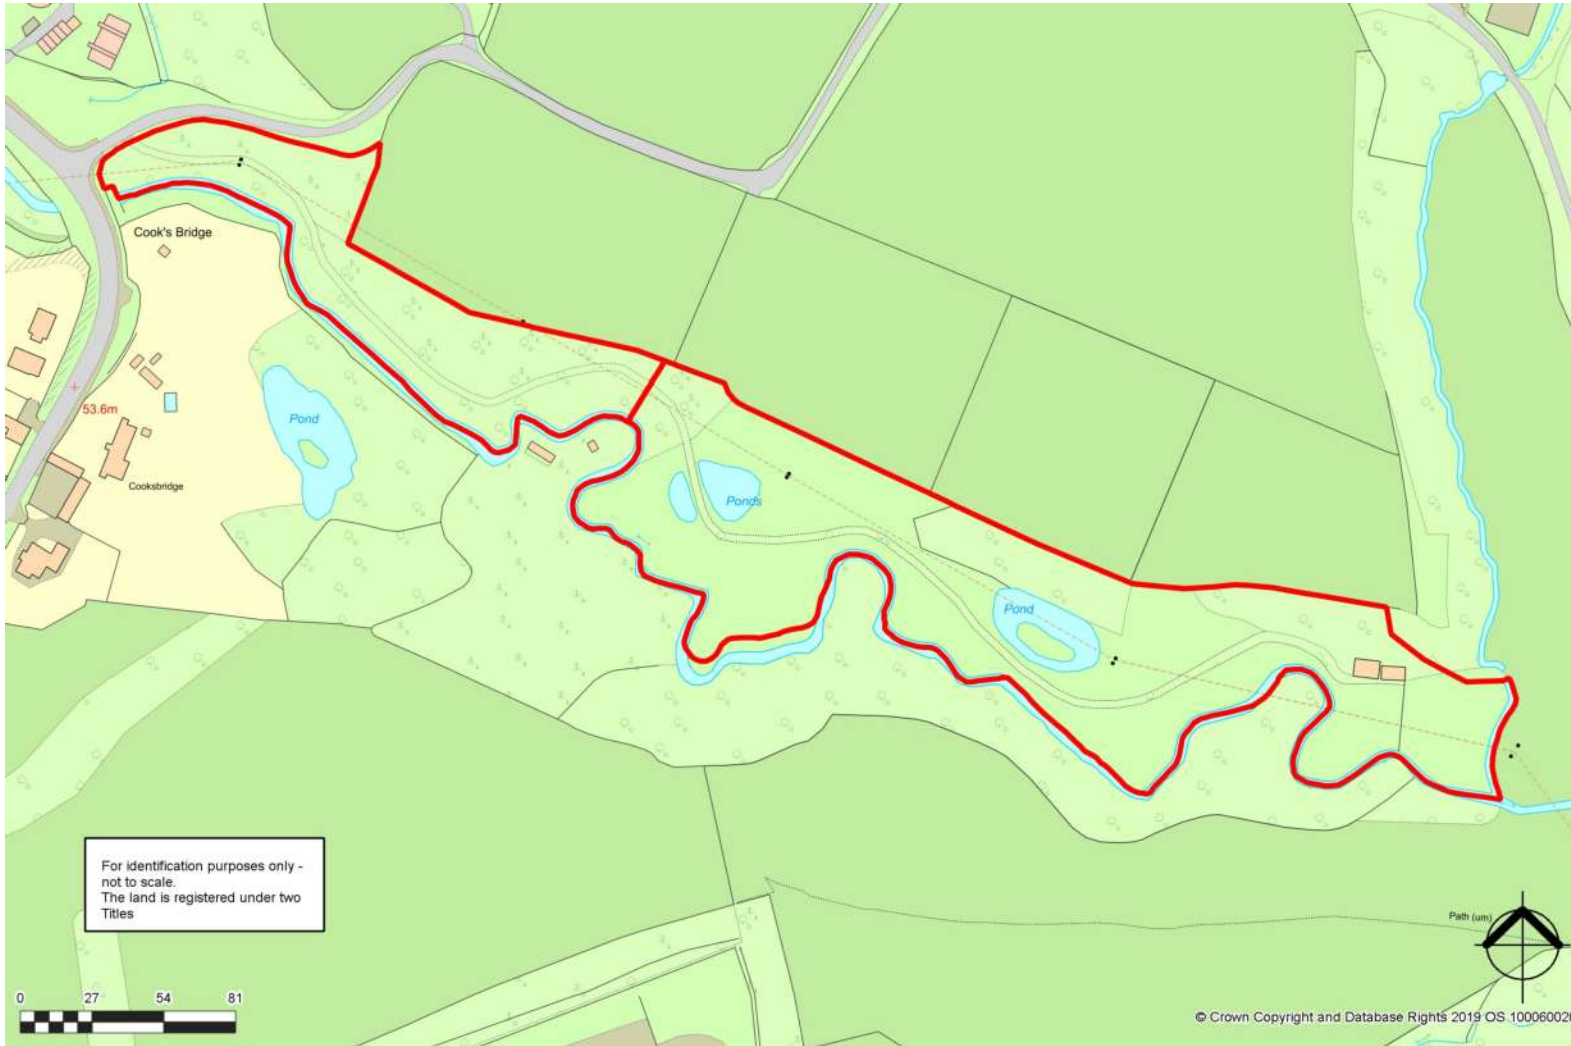 Cook's Bridge
53.6m
Pond
Cooksbridge
Ponds
Pond
For identification purposes only -
not to scale.
The land is registered under two
Titles
Path (um)
0 27 54 81
© Crown Copyright and Database Rights 2019 OS 10006002